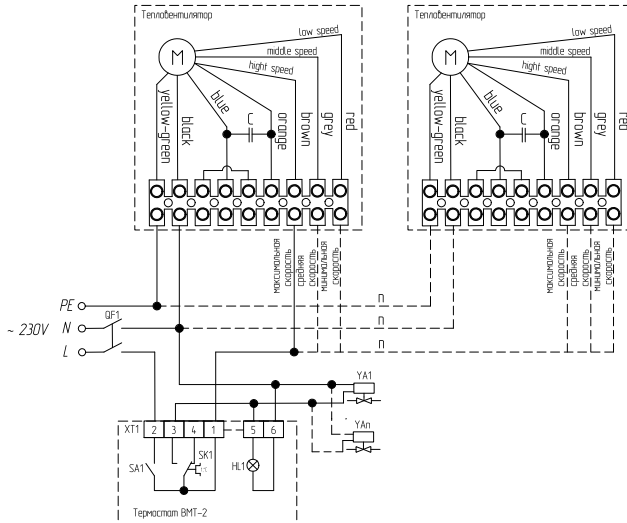 Тепловентилятор
Тепловентилятор
M
low speed
middle speed
hight speed
yellow-green
black
blue
C
orange
brown
grey
red
M
low speed
middle speed
hight speed
yellow-green
black
blue
C
orange
brown
grey
red
максимальная скорость
средняя скорость
минимальная скорость
максимальная скорость
средняя скорость
минимальная скорость
PE
QF1
~ 230V
N
L
n
n
n
YA1
YAn
XT1
2
3
4
1
5
6
SA1
SK1
t°
HL1
Термостат ВМТ-2